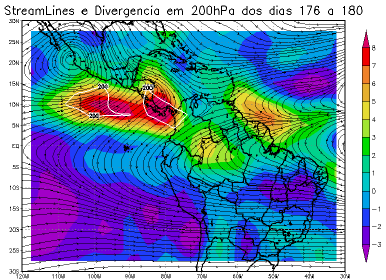 StreamLines e Divergencia em 200hPa dos dias 176 a 180
30N
25N
20N
15N
10N
5N
EQ
5S
10S
15S
20S
25S
30S
120W 110W 100W 90W 80W 70W 60W 50W 40W 30W
200
200
200
8
7
6
5
4
3
2
1
0
-1
-2
-3